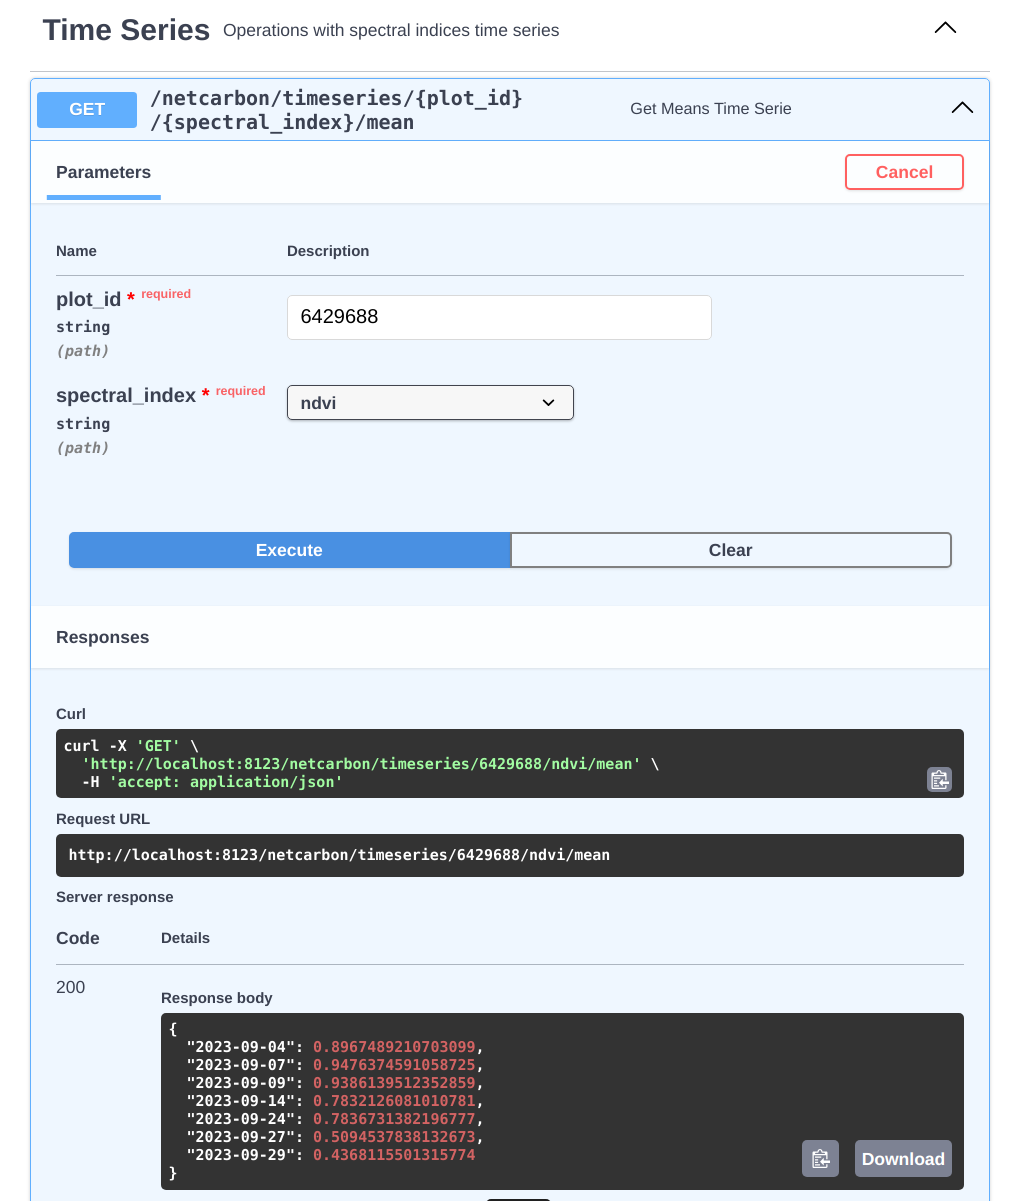 Time Series Operations with spectral indices time series
GET /netcarbon/timeseries/{plot_id}
/{spectral_index}/mean Get Means Time Serie
Parameters Cancel
Name Description
plot_id * required 6429688
string
(path)
spectral_index * required ndvi
string
(path)
Execute Clear
Responses
Curl
curl -X 'GET' \
'http://localhost:8123/netcarbon/timeseries/6429688/ndvi/mean' \
-H 'accept: application/json'
Request URL
http://localhost:8123/netcarbon/timeseries/6429688/ndvi/mean
Server response
Code Details
200
Response body
{
"2023-09-04": 0.8967489210703099,
"2023-09-07": 0.9476374591058725,
"2023-09-09": 0.9386139512352859,
"2023-09-14": 0.7832126081010781,
"2023-09-24": 0.7836731382196777,
"2023-09-27": 0.5094537838132673,
"2023-09-29": 0.4368115501315774
}
Download